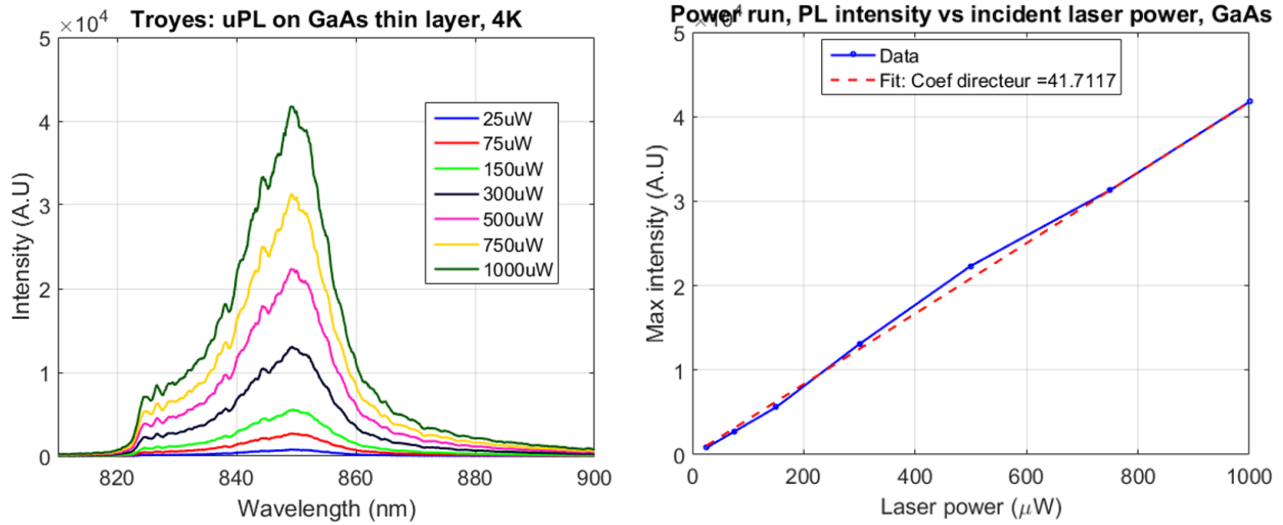 Troyes: uPL on GaAs thin layer, 4K
×10⁴
5
4
3
2
1
0
Intensity (A.U)
25uW
75uW
150uW
300uW
500uW
750uW
1000uW
820 840 860 880 900
Wavelength (nm)
Power run, PL intensity vs incident laser power, GaAs
×10⁴
5
4
3
2
1
0
Max intensity (A.U)
Data
Fit: Coef directeur =41.7117
0 200 400 600 800 1000
Laser power (μW)